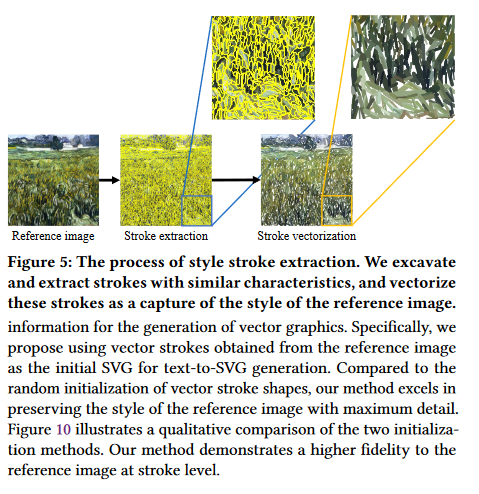 Reference image
Stroke extraction
Stroke vectorization
Figure 5: The process of style stroke extraction. We excavate
and extract strokes with similar characteristics, and vectorize
these strokes as a capture of the style of the reference image.
information for the generation of vector graphics. Specifically, we
propose using vector strokes obtained from the reference image
as the initial SVG for text-to-SVG generation. Compared to the
random initialization of vector stroke shapes, our method excels in
preserving the style of the reference image with maximum detail.
Figure 10 illustrates a qualitative comparison of the two initializa-
tion methods. Our method demonstrates a higher fidelity to the
reference image at stroke level.